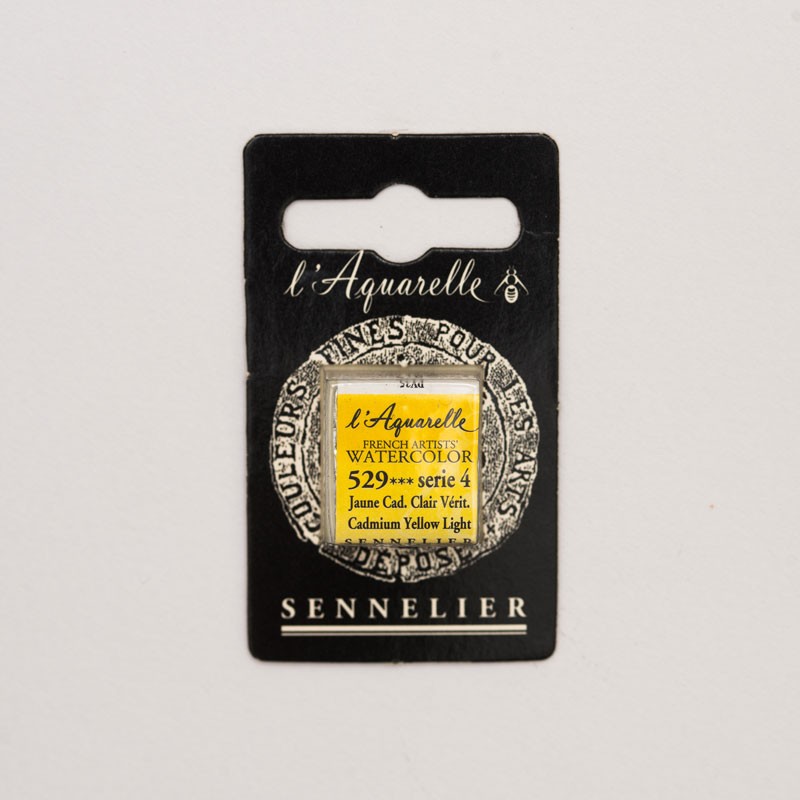 l'Aquarelle
COULEURS FINES POUR LES ARTS
DÉPOSÉ
PY35
l'Aquarelle
FRENCH ARTISTS'
WATERCOLOR
529*** serie 4
Jaune Cad. Clair Vérit.
Cadmium Yellow Light
SENNELIER
SENNELIER